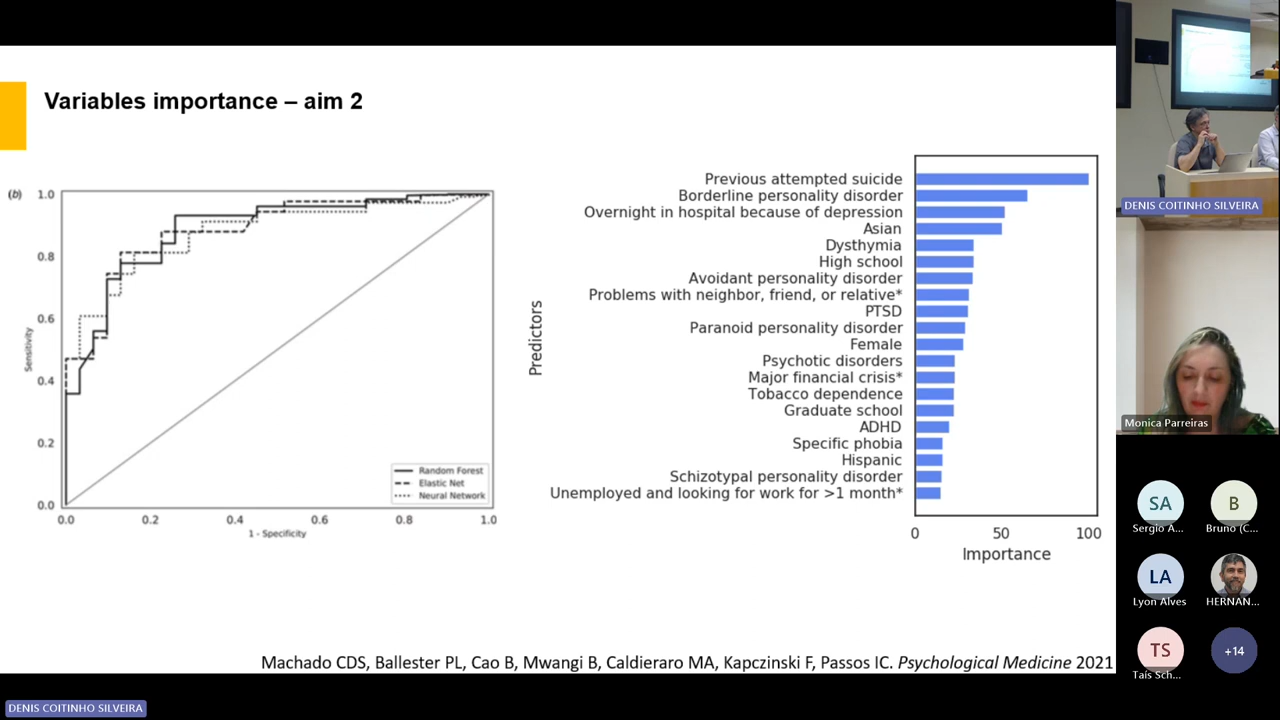 Variables importance – aim 2
(b)
1.0
0.8
0.6
0.4
0.2
0.0
Sensitivity
0.0 0.2 0.4 0.6 0.8 1.0
1 - Specificity
Random Forest
Elastic Net
Neural Network
Predictors
Previous attempted suicide
Borderline personality disorder
Overnight in hospital because of depression
Asian
Dysthymia
High school
Avoidant personality disorder
Problems with neighbor, friend, or relative*
PTSD
Paranoid personality disorder
Female
Psychotic disorders
Major financial crisis*
Tobacco dependence
Graduate school
ADHD
Specific phobia
Hispanic
Schizotypal personality disorder
Unemployed and looking for work for >1 month*
0 50 100
Importance
Machado CDS, Ballester PL, Cao B, Mwangi B, Caldieraro MA, Kapczinski F, Passos IC. Psychological Medicine 2021
DENIS COITINHO SILVEIRA
DENIS COITINHO SILVEIRA
Monica Parreiras
SA
Sergio A...
B
Bruno (C...
LA
Lyon Alves
HERNAN...
TS
Taís Sch...
+14